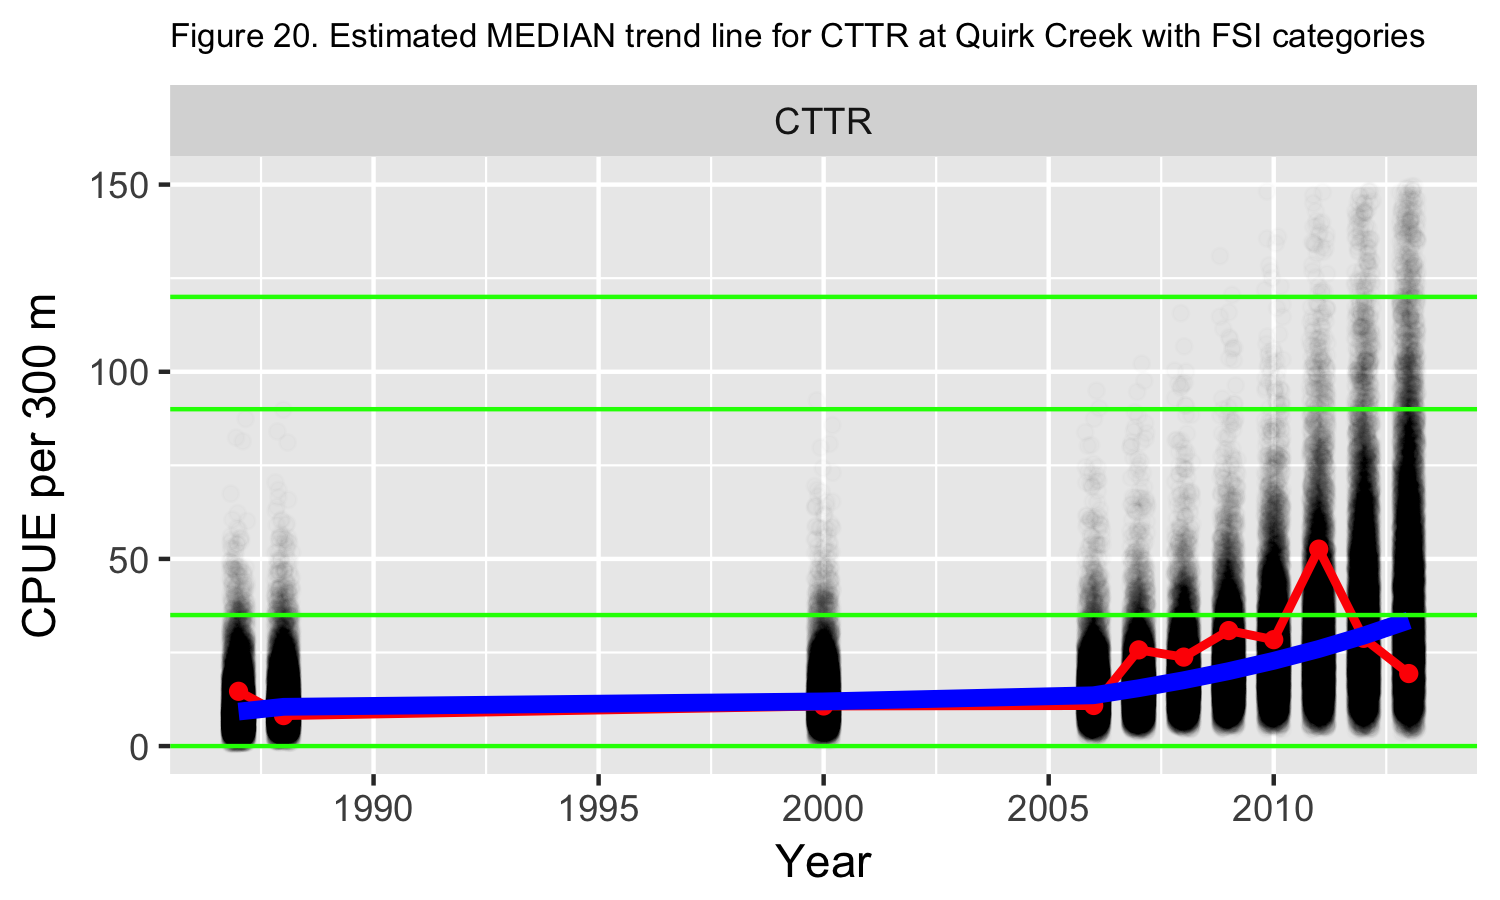 Figure 20. Estimated MEDIAN trend line for CTTR at Quirk Creek with FSI categories
CTTR
CPUE per 300 m
150
100
50
0
1990 1995 2000 2005 2010
Year